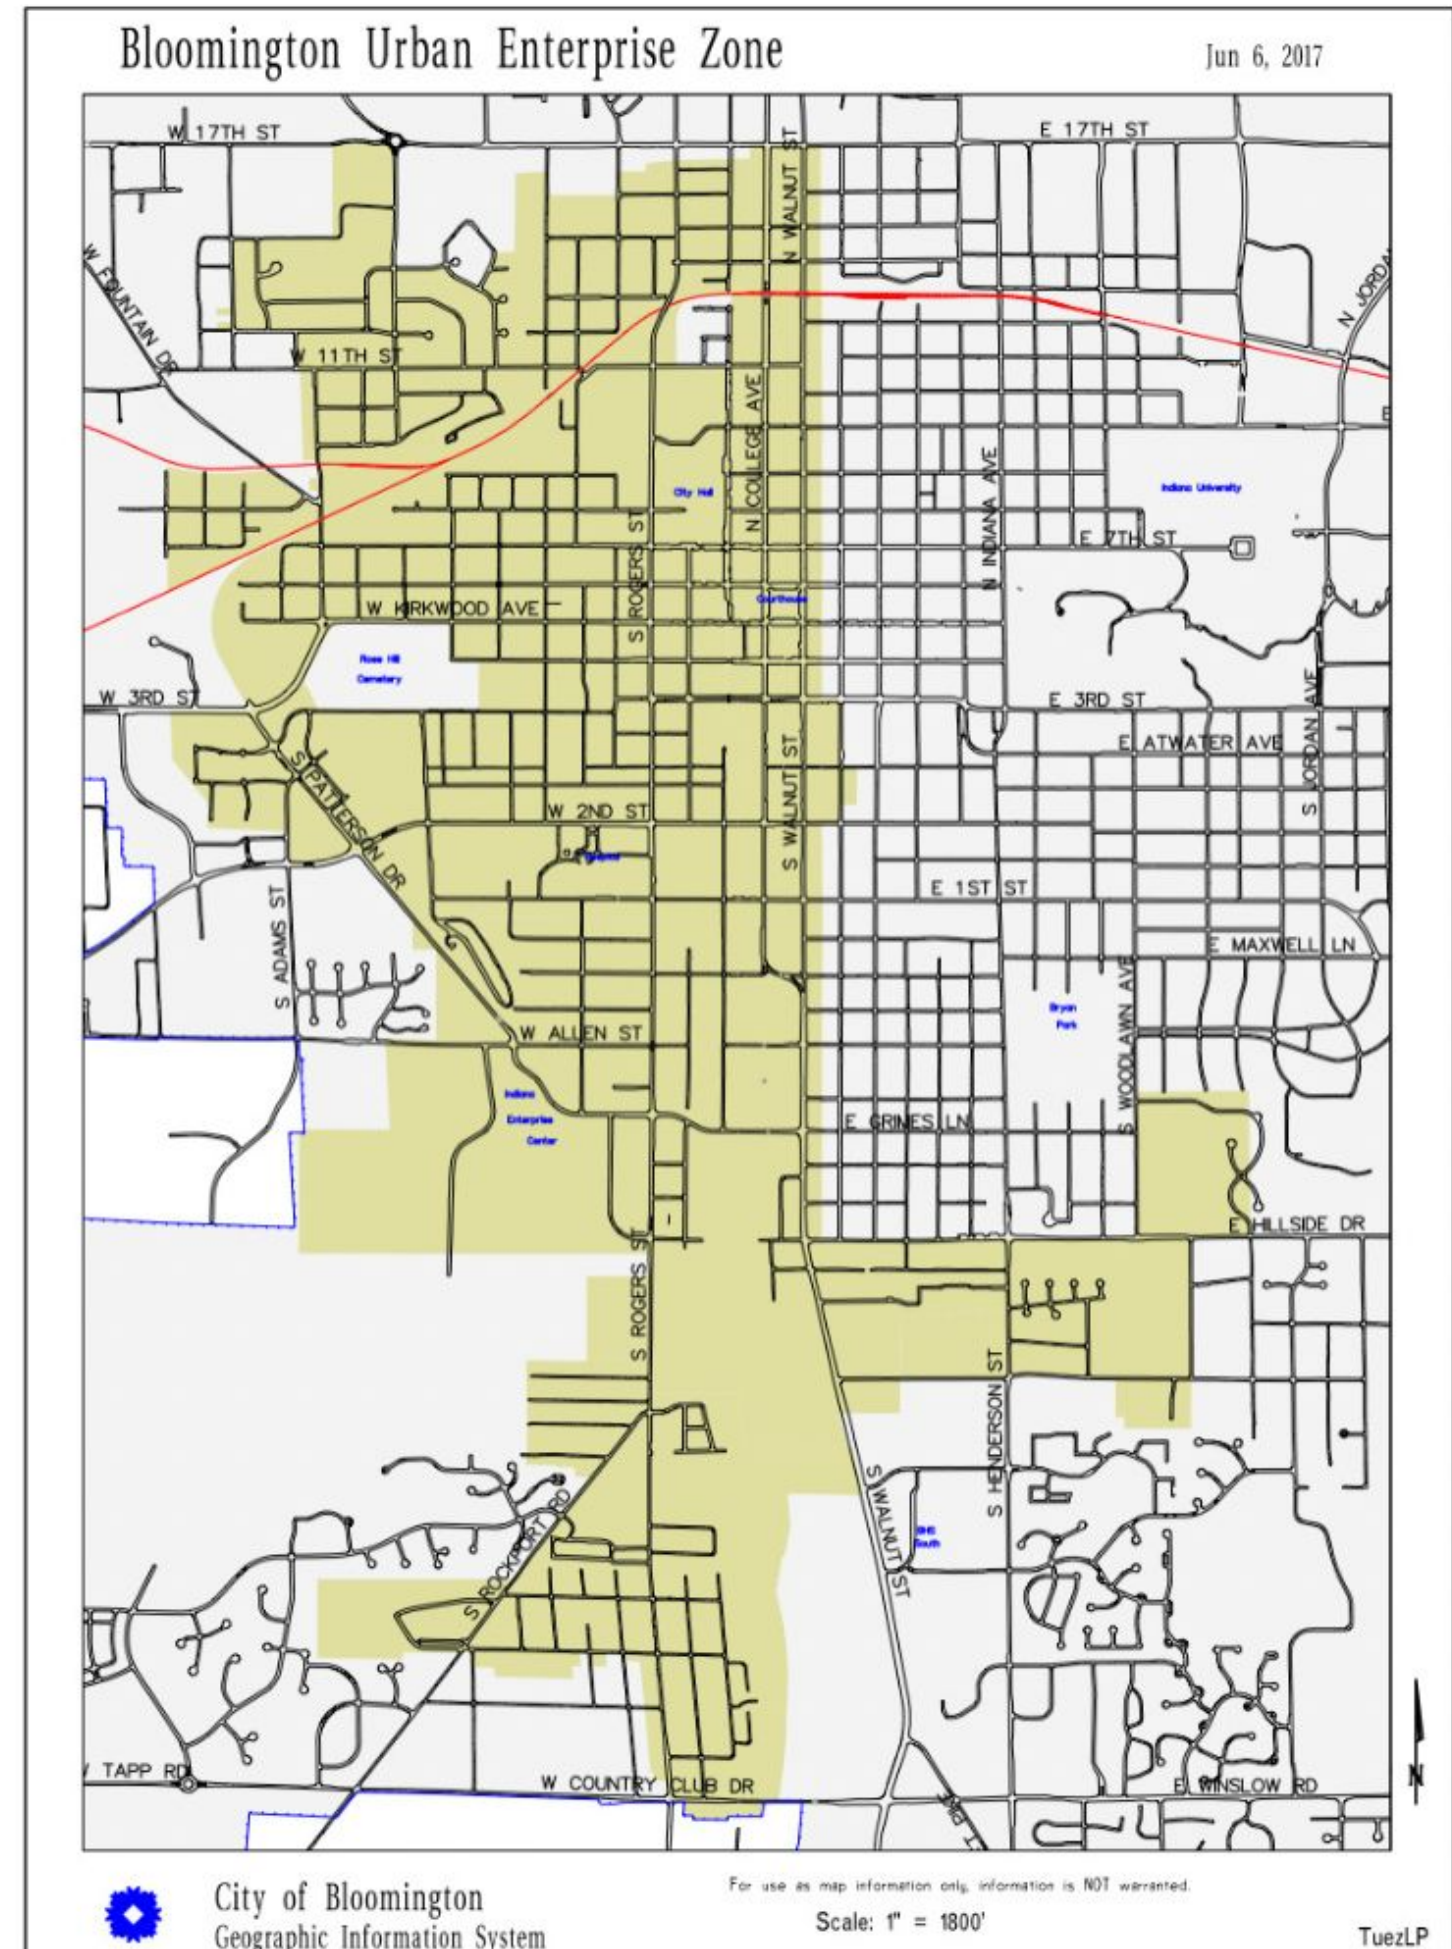 Bloomington Urban Enterprise Zone
Jun 6, 2017
W 17TH ST
E 17TH ST
N WALNUT ST
W FOUNTAIN DR
W 11TH ST
N COLLEGE AVE
City Hall
N INDIANA AVE
Indiana University
E 7TH ST
S ROGERS ST
W KIRKWOOD AVE
Courthouse
Rose Hill
Cemetery
W 3RD ST
E 3RD ST
E ATWATER AVE
S JORDAN AVE
S PATTERSON DR
W 2ND ST
S WALNUT ST
E 1ST ST
S ADAMS ST
E MAXWELL LN
Bryan
Park
S WOODLAWN AVE
W ALLEN ST
Indiana
Enterprise
Center
E GRIMES LN
E HILLSIDE DR
S ROGERS ST
S HENDERSON ST
S ROCKPORT RD
S WALNUT ST
BHS
South
W TAPP RD
W COUNTRY CLUB DR
E WINSLOW RD
N
City of Bloomington
Geographic Information System
For use as map information only, information is NOT warranted.
Scale: 1" = 1800'
TuezLP